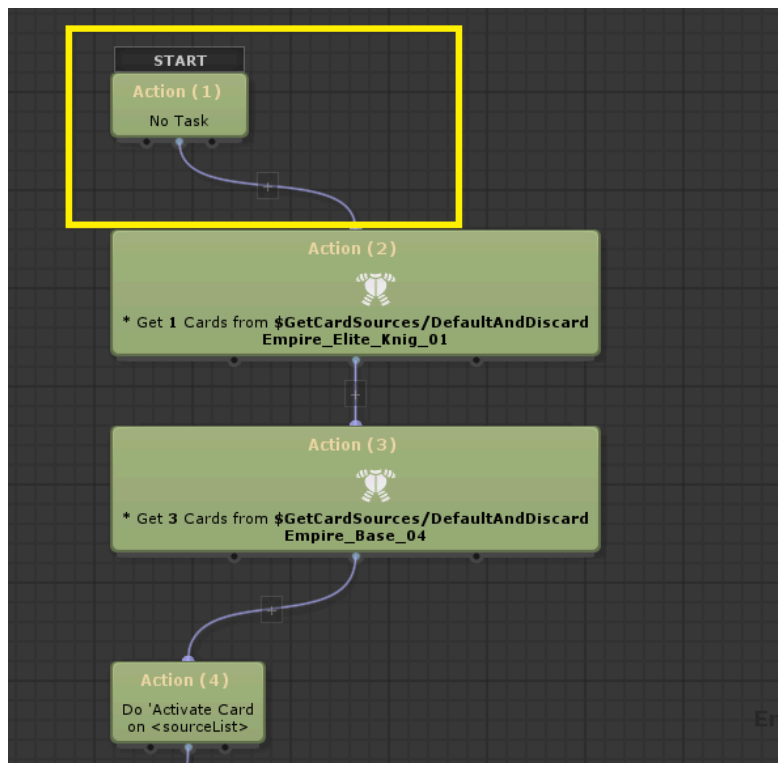 START
Action (1)
No Task
Action (2)
* Get 1 Cards from $GetCardSources/DefaultAndDiscard
Empire_Elite_Knig_01
Action (3)
* Get 3 Cards from $GetCardSources/DefaultAndDiscard
Empire_Base_04
Action (4)
Do 'Activate Card
on <sourceList>